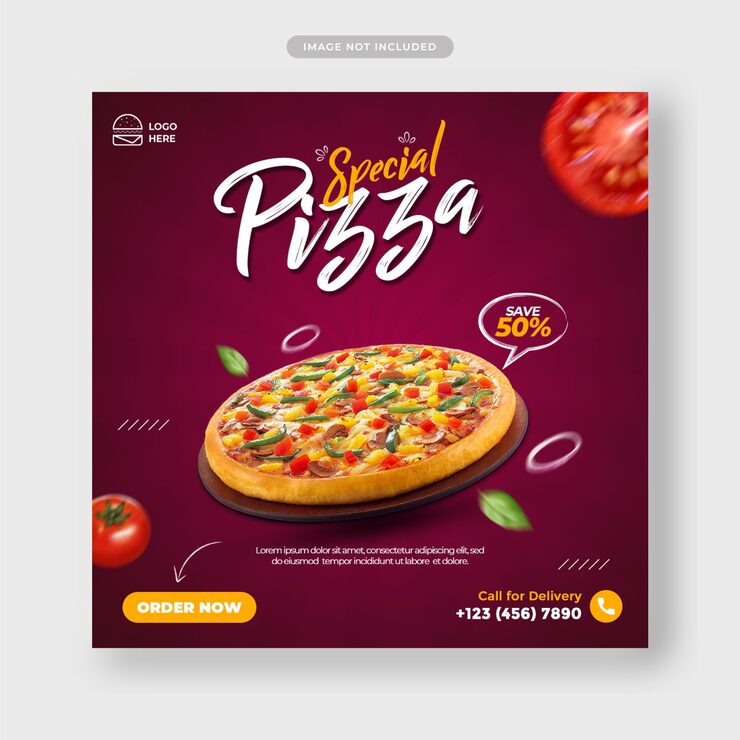 IMAGE NOT INCLUDED
LOGO
HERE
Special
Pizza
SAVE
50%
Lorem ipsum dolor sit amet, consectetur adipiscing elit, sed
do eiusmod tempor incididunt ut labore et dolore.
ORDER NOW
Call for Delivery
+123 (456) 7890